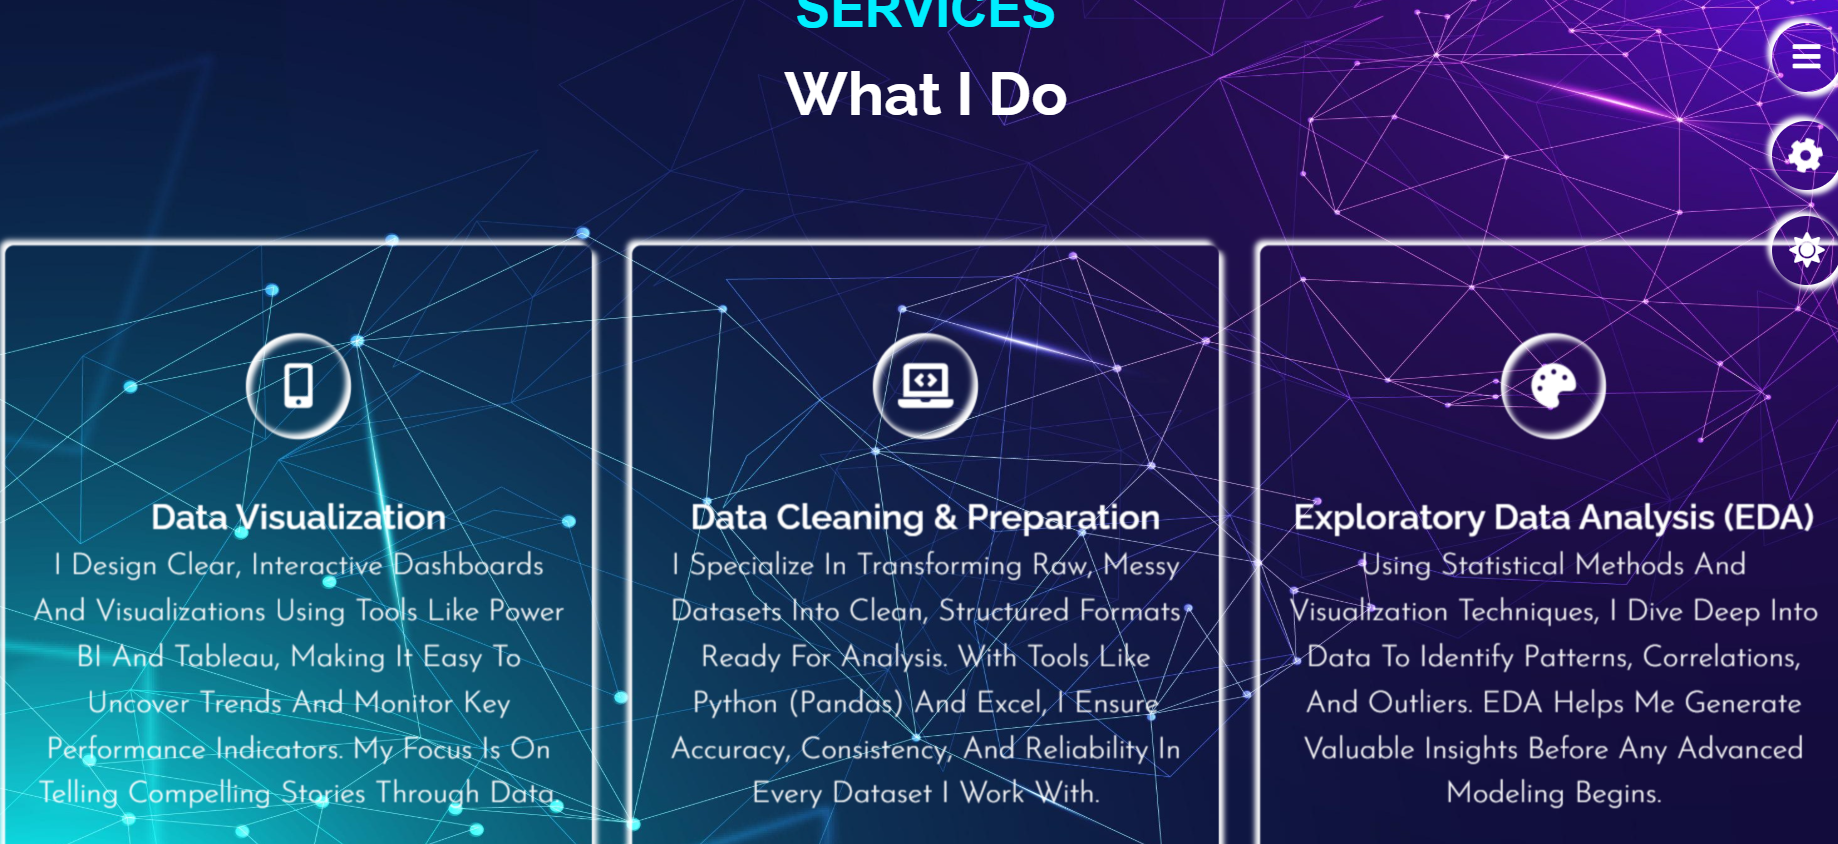 SERVICES
What I Do
Data Visualization
I Design Clear, Interactive Dashboards
And Visualizations Using Tools Like Power
BI And Tableau, Making It Easy To
Uncover Trends And Monitor Key
Performance Indicators. My Focus Is On
Telling Compelling Stories Through Data.
Data Cleaning & Preparation
I Specialize In Transforming Raw, Messy
Datasets Into Clean, Structured Formats
Ready For Analysis. With Tools Like
Python (Pandas) And Excel, I Ensure
Accuracy, Consistency, And Reliability In
Every Dataset I Work With.
Exploratory Data Analysis (EDA)
Using Statistical Methods And
Visualization Techniques, I Dive Deep Into
Data To Identify Patterns, Correlations,
And Outliers. EDA Helps Me Generate
Valuable Insights Before Any Advanced
Modeling Begins.